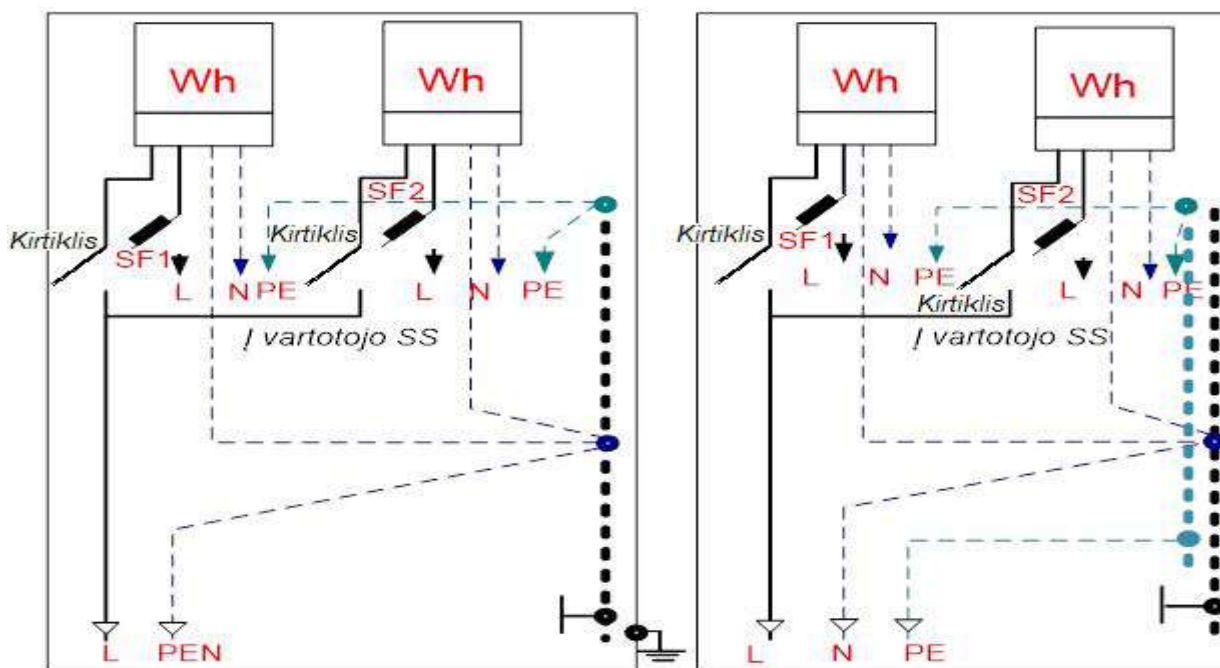 Wh
Wh
SF2
Kirtiklis
Kirtiklis
SF1
L
N
PE
L
N
PE
Į vartotojo SS
L
PEN
Wh
Wh
SF2
Kirtiklis
SF1
L
N
PE
Kirtiklis
L
N
PE
Į vartotojo SS
L
N
PE